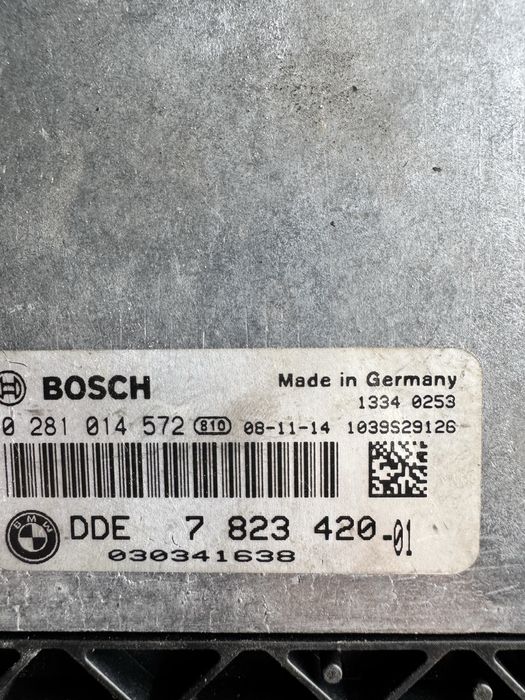 BOSCH
Made in Germany
1334 0253
0 281 014 572 810 08-11-14 1039S29126
BMW DDE 7 823 420-01
030341638